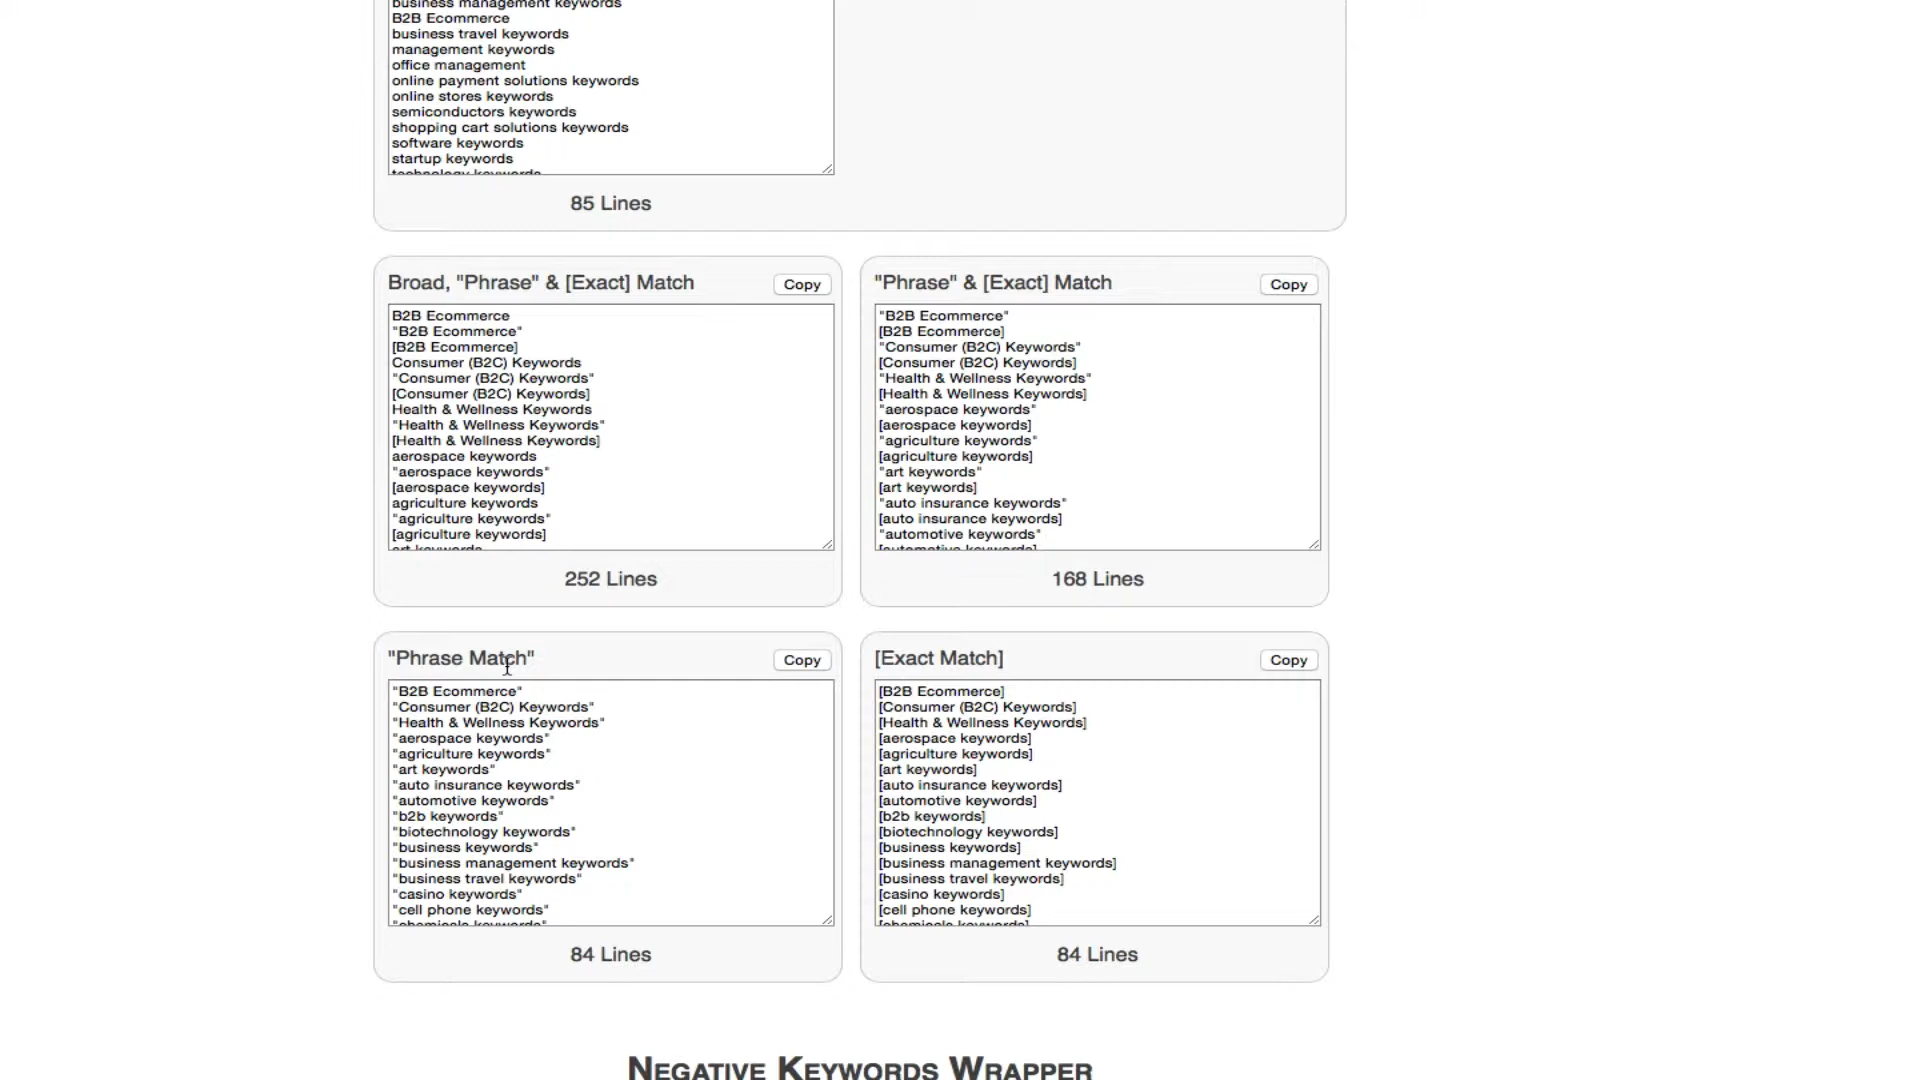 business management keywords
B2B Ecommerce
business travel keywords
management keywords
office management
online payment solutions keywords
online stores keywords
semiconductors keywords
shopping cart solutions keywords
software keywords
startup keywords
technology keywords
85 Lines
Broad, "Phrase" & [Exact] Match
Copy
B2B Ecommerce
"B2B Ecommerce"
[B2B Ecommerce]
Consumer (B2C) Keywords
"Consumer (B2C) Keywords"
[Consumer (B2C) Keywords]
Health & Wellness Keywords
"Health & Wellness Keywords"
[Health & Wellness Keywords]
aerospace keywords
"aerospace keywords"
[aerospace keywords]
agriculture keywords
"agriculture keywords"
[agriculture keywords]
art keywords
252 Lines
"Phrase" & [Exact] Match
Copy
"B2B Ecommerce"
[B2B Ecommerce]
"Consumer (B2C) Keywords"
[Consumer (B2C) Keywords]
"Health & Wellness Keywords"
[Health & Wellness Keywords]
"aerospace keywords"
[aerospace keywords]
"agriculture keywords"
[agriculture keywords]
"art keywords"
[art keywords]
"auto insurance keywords"
[auto insurance keywords]
"automotive keywords"
[automotive keywords]
168 Lines
"Phrase Match"
Copy
"B2B Ecommerce"
"Consumer (B2C) Keywords"
"Health & Wellness Keywords"
"aerospace keywords"
"agriculture keywords"
"art keywords"
"auto insurance keywords"
"automotive keywords"
"b2b keywords"
"biotechnology keywords"
"business keywords"
"business management keywords"
"business travel keywords"
"casino keywords"
"cell phone keywords"
"chemicals keywords"
84 Lines
[Exact Match]
Copy
[B2B Ecommerce]
[Consumer (B2C) Keywords]
[Health & Wellness Keywords]
[aerospace keywords]
[agriculture keywords]
[art keywords]
[auto insurance keywords]
[automotive keywords]
[b2b keywords]
[biotechnology keywords]
[business keywords]
[business management keywords]
[business travel keywords]
[casino keywords]
[cell phone keywords]
[chemicals keywords]
84 Lines
NEGATIVE KEYWORDS WRAPPER